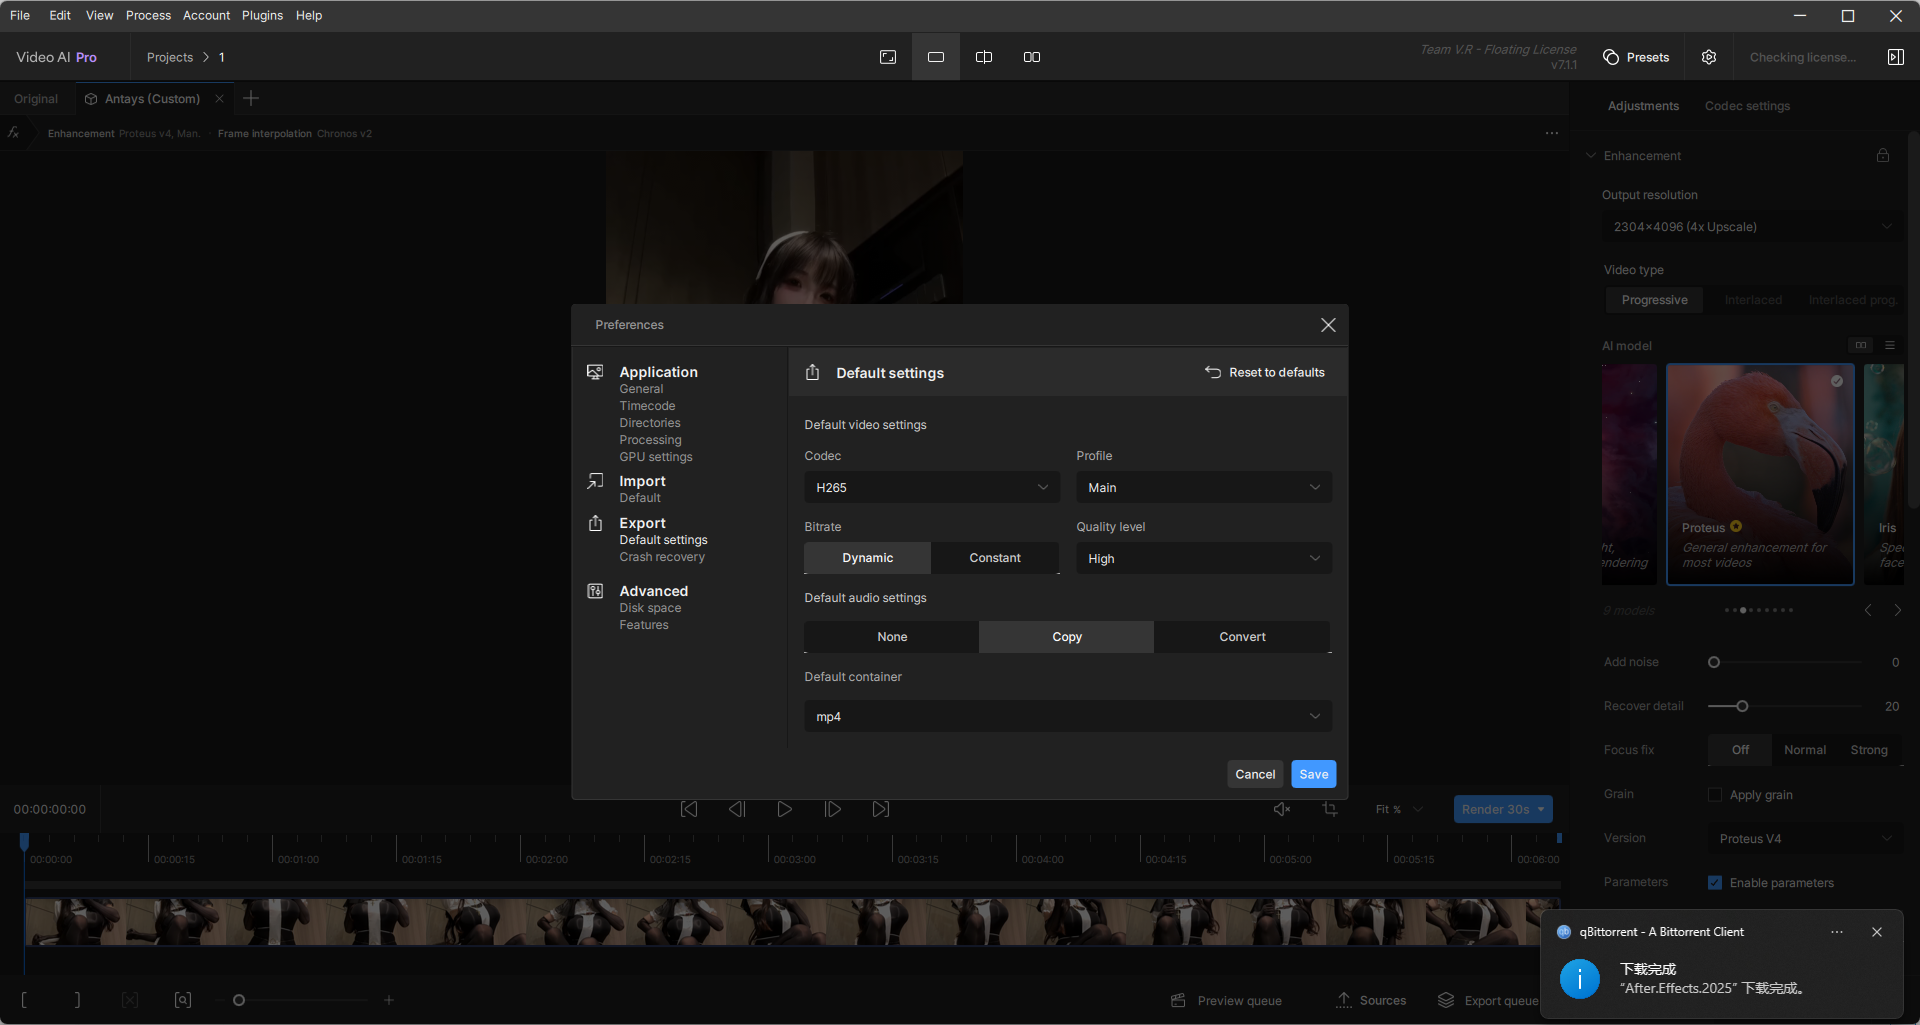 File Edit View Process Account Plugins Help
Video AI Pro
Projects > 1
Team V.R - Floating License
v7.1.1
Presets
Checking license...
Original
Antays (Custom)
Enhancement Proteus v4, Man. · Frame interpolation Chronos v2
Adjustments
Codec settings
Enhancement
Output resolution
2304×4096 (4x Upscale)
Video type
Progressive
Interlaced
Interlaced prog.
AI model
Proteus
General enhancement for
most videos
ht,
endering
Iris
Spe
face
9 models
Add noise
0
Recover detail
20
Focus fix
Off
Normal
Strong
Grain
Apply grain
Version
Proteus V4
Parameters
Enable parameters
Preferences
Application
General
Timecode
Directories
Processing
GPU settings
Import
Default
Export
Default settings
Crash recovery
Advanced
Disk space
Features
Default settings
Reset to defaults
Default video settings
Codec
Profile
H265
Main
Bitrate
Quality level
Dynamic
Constant
High
Default audio settings
None
Copy
Convert
Default container
mp4
Cancel
Save
00:00:00:00
Fit %
Render 30s
00:00:00
00:00:15
00:01:00
00:01:15
00:02:00
00:02:15
00:03:00
00:03:15
00:04:00
00:04:15
00:05:00
00:05:15
00:06:00
Preview queue
Sources
Export queue
qBittorrent - A Bittorrent Client
下载完成
“After.Effects.2025” 下载完成。